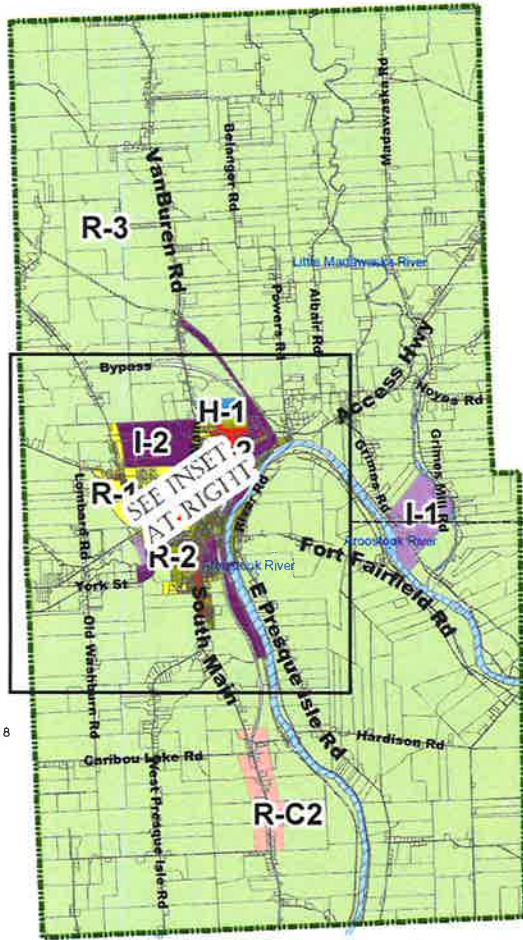 Madawaska Rd
Belanger Rd
VanBuren Rd
R-3
Little Madawaska River
Powers Rd
Albair Rd
Access Hwy
Bypass
Noyes Rd
H-1
I-2
Grimes Rd
Grimes Mill Rd
R-1
SEE INSET
AT RIGHT
River Rd
I-1
Lombard Rd
Aroostook River
R-2
Aroostook River
Fort Fairfield Rd
York St
South Main
E Presque Isle Rd
Old Washburn Rd
8
Hardison Rd
Caribou Lake Rd
West Presque Isle Rd
R-C2